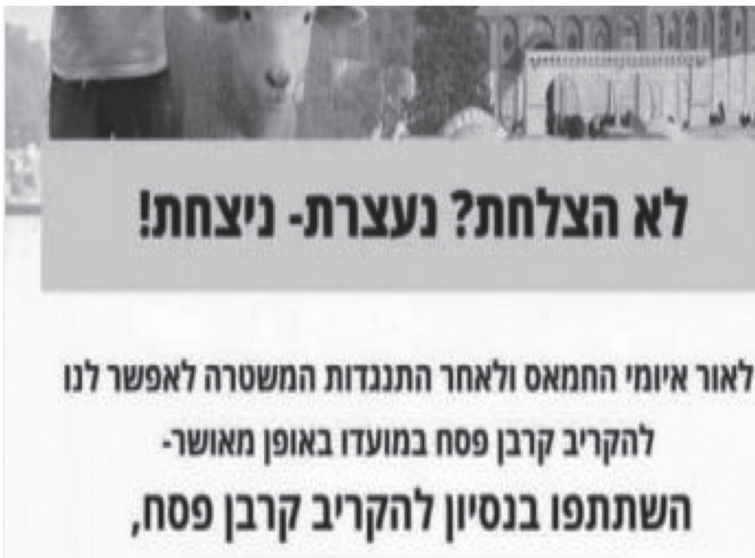 לא הצלחת? נעצרת- ניצחת!
לאור איומי החמאס ולאחר התנגדות המשטרה לאפשר לנו
להקריב קרבן פסח במועדו באופן מאושר-
השתתפו בנסיון להקריב קרבן פסח,